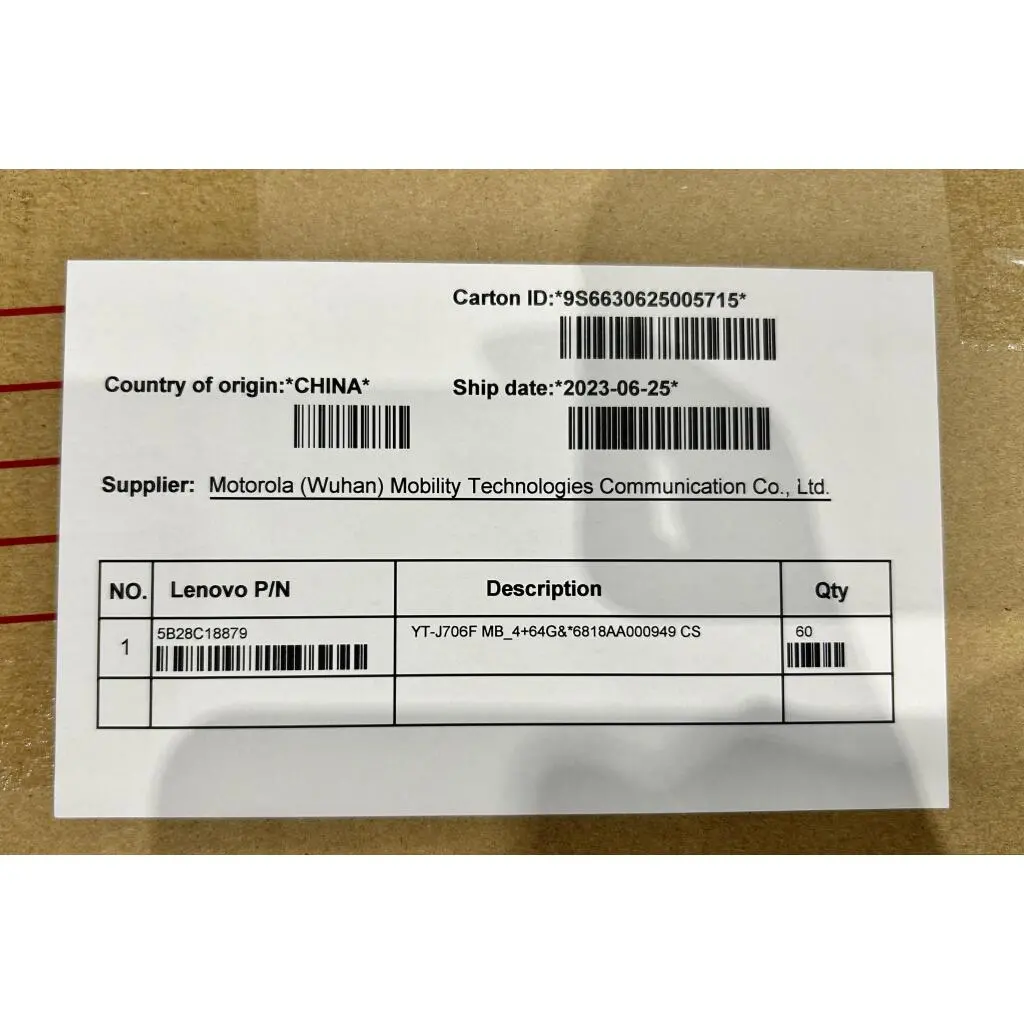 Carton ID:*9S6630625005715*
Country of origin:*CHINA* Ship date:*2023-06-25*
Supplier: Motorola (Wuhan) Mobility Technologies Communication Co., Ltd.
NO. Lenovo P/N Description Qty
1 5B28C18879 YT-J706F MB_4+64G&*6818AA000949 CS 60